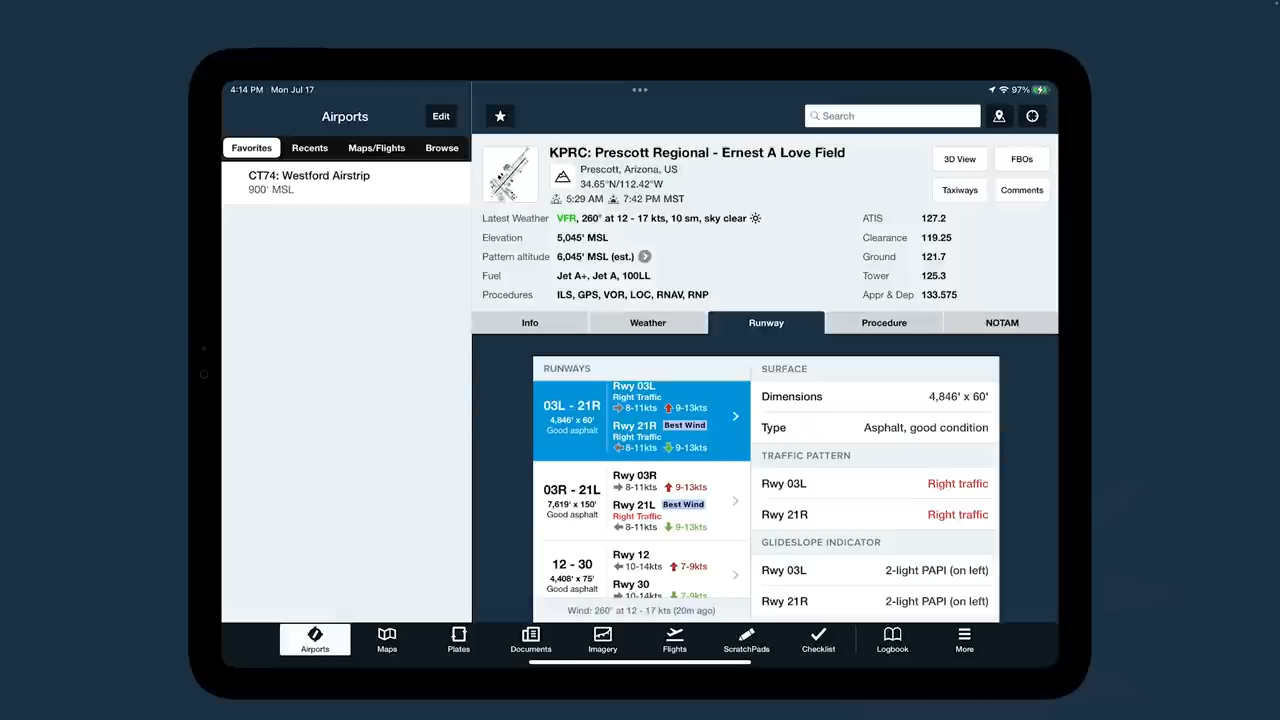 4:14 PM Mon Jul 17
97%
Airports
Edit
Search
Favorites Recents Maps/Flights Browse
CT74: Westford Airstrip
900' MSL
KPRC: Prescott Regional - Ernest A Love Field
Prescott, Arizona, US
34.65°N/112.42°W
5:29 AM 7:42 PM MST
3D View FBOs
Taxiways Comments
Latest Weather VFR, 260° at 12 - 17 kts, 10 sm, sky clear
Elevation 5,045' MSL
Pattern altitude 6,045' MSL (est.)
Fuel Jet A+, Jet A, 100LL
Procedures ILS, GPS, VOR, LOC, RNAV, RNP
ATIS 127.2
Clearance 119.25
Ground 121.7
Tower 125.3
Appr & Dep 133.575
Info Weather Runway Procedure NOTAM
RUNWAYS
03L - 21R
4,846' x 60'
Good asphalt
Rwy 03L
Right Traffic
8-11kts 9-13kts
Rwy 21R Best Wind
Right Traffic
8-11kts 9-13kts
03R - 21L
7,619' x 150'
Good asphalt
Rwy 03R
8-11kts 9-13kts
Rwy 21L Best Wind
Right Traffic
8-11kts 9-13kts
12 - 30
4,408' x 75'
Good asphalt
Rwy 12
10-14kts 7-9kts
Rwy 30
10-14kts 7-9kts
Wind: 260° at 12 - 17 kts (20m ago)
SURFACE
Dimensions 4,846' x 60'
Type Asphalt, good condition
TRAFFIC PATTERN
Rwy 03L Right traffic
Rwy 21R Right traffic
GLIDESLOPE INDICATOR
Rwy 03L 2-light PAPI (on left)
Rwy 21R 2-light PAPI (on left)
Airports Maps Plates Documents Imagery Flights ScratchPads Checklist Logbook More